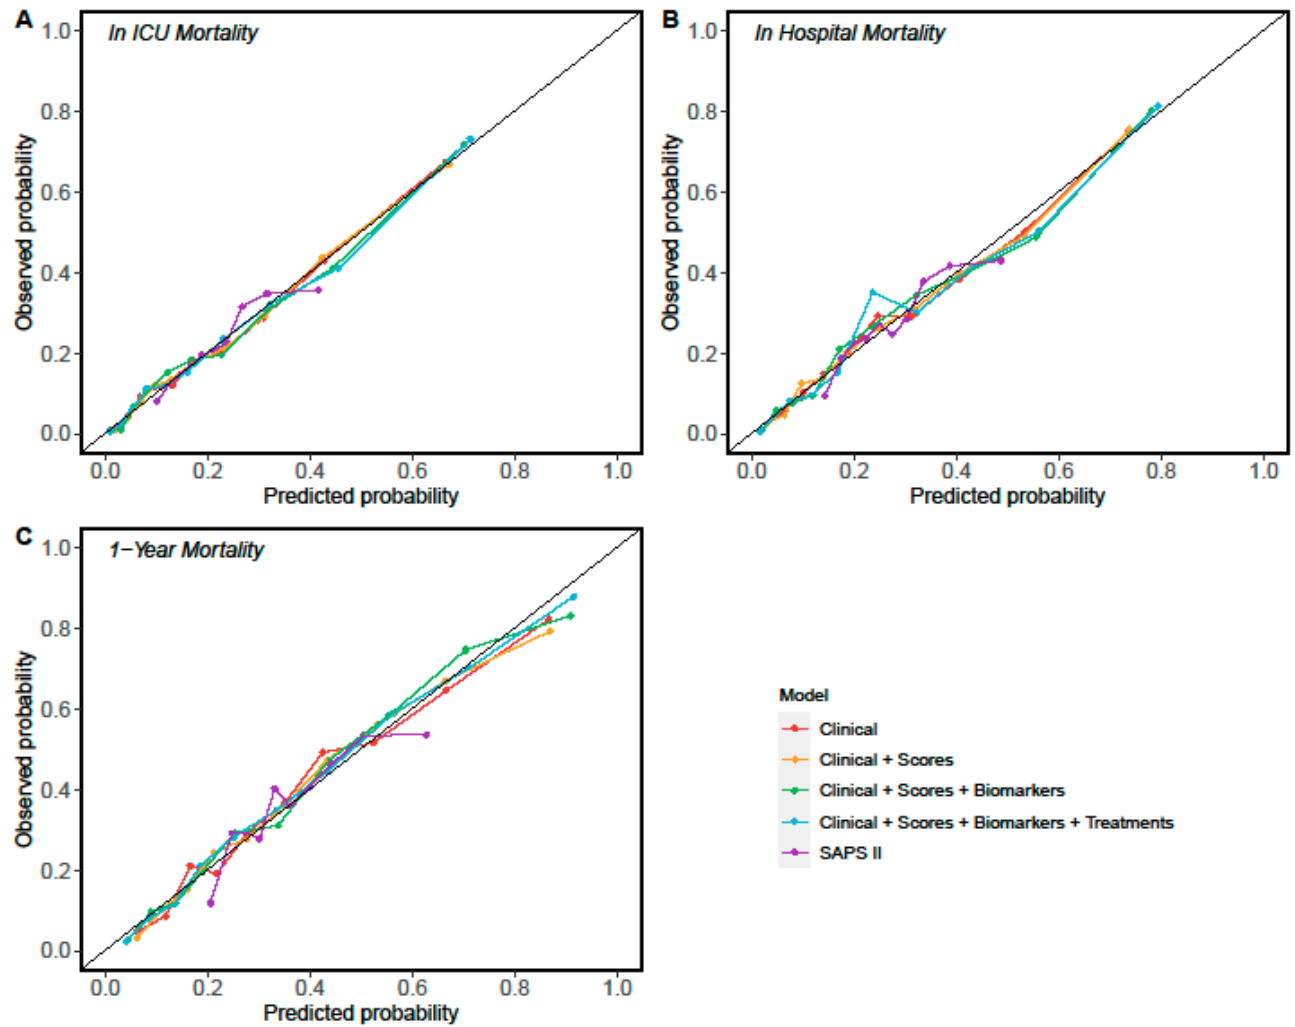 A
In ICU Mortality
1.0
0.8
0.6
0.4
0.2
0.0
Observed probability
0.0 0.2 0.4 0.6 0.8 1.0
Predicted probability
B
In Hospital Mortality
1.0
0.8
0.6
0.4
0.2
0.0
Observed probability
0.0 0.2 0.4 0.6 0.8 1.0
Predicted probability
C
1−Year Mortality
1.0
0.8
0.6
0.4
0.2
0.0
Observed probability
0.0 0.2 0.4 0.6 0.8 1.0
Predicted probability
Model
Clinical
Clinical + Scores
Clinical + Scores + Biomarkers
Clinical + Scores + Biomarkers + Treatments
SAPS II